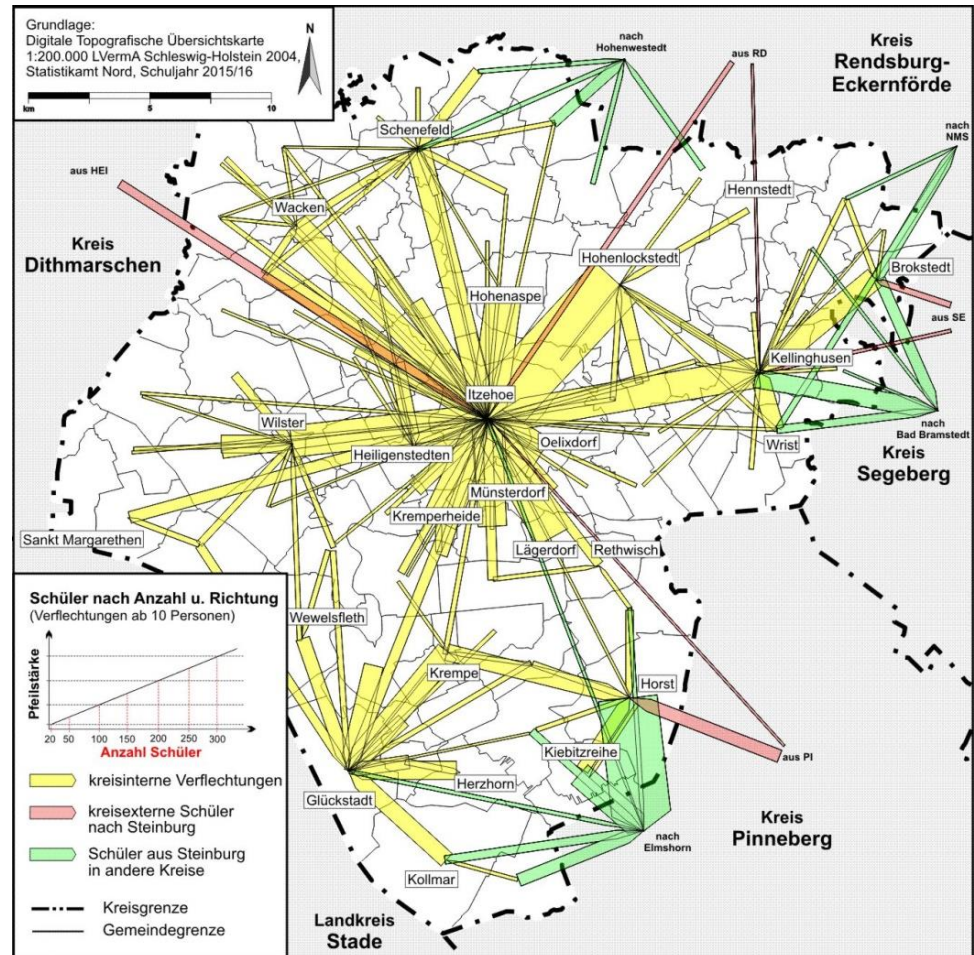 Grundlage:
Digitale Topografische Übersichtskarte
1:200.000 LVermA Schleswig-Holstein 2004,
Statistikamt Nord, Schuljahr 2015/16
0 5 10
km
N
nach
Hohenwestedt
aus RD
Kreis
Rendsburg-
Eckernförde
nach
NMS
Schenefeld
aus HEI
Hennstedt
Wacken
Kreis
Dithmarschen
Hohenlockstedt
Brokstedt
Hohenaspe
aus SE
Kellinghusen
Itzehoe
Wilster
Oelixdorf
Wrist
nach
Bad Bramstedt
Heiligenstedten
Kreis
Segeberg
Münsterdorf
Kremperheide
Sankt Margarethen
Lägerdorf
Rethwisch
Schüler nach Anzahl u. Richtung
(Verflechtungen ab 10 Personen)
Pfeilstärke
20 50 100 150 200 250 300
Anzahl Schüler
kreisinterne Verflechtungen
kreisexterne Schüler
nach Steinburg
Schüler aus Steinburg
in andere Kreise
Kreisgrenze
Gemeindegrenze
Wewelsfleth
Krempe
Horst
Kiebitzreihe
aus PI
Herzhorn
Glückstadt
nach
Elmshorn
Kreis
Pinneberg
Kollmar
Landkreis
Stade